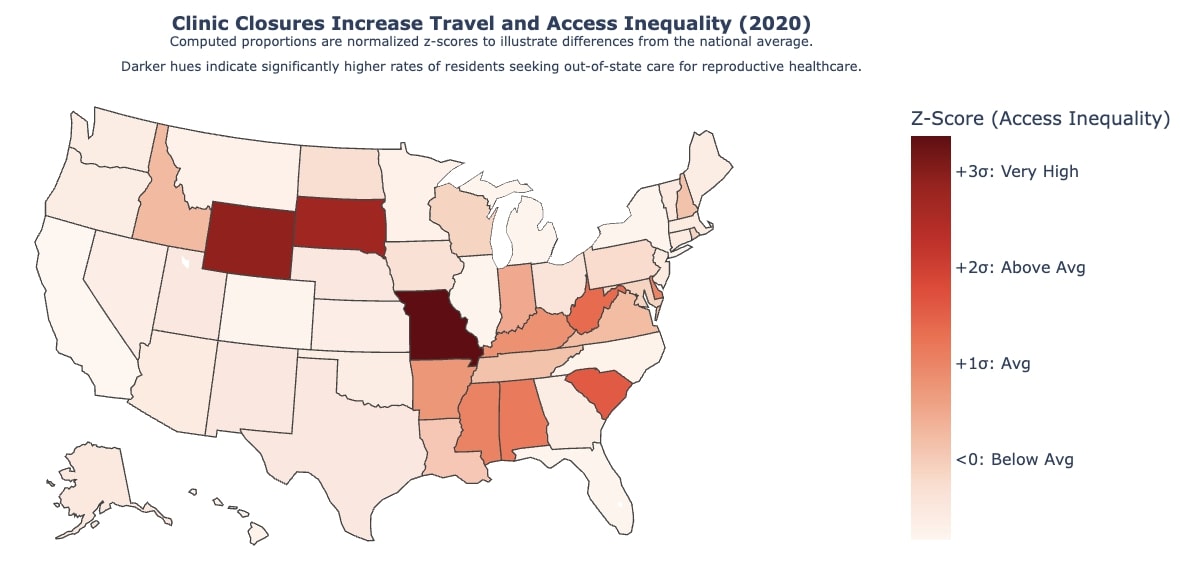 Clinic Closures Increase Travel and Access Inequality (2020)
Computed proportions are normalized z-scores to illustrate differences from the national average.
Darker hues indicate significantly higher rates of residents seeking out-of-state care for reproductive healthcare.
Z-Score (Access Inequality)
+3σ: Very High
+2σ: Above Avg
+1σ: Avg
<0: Below Avg